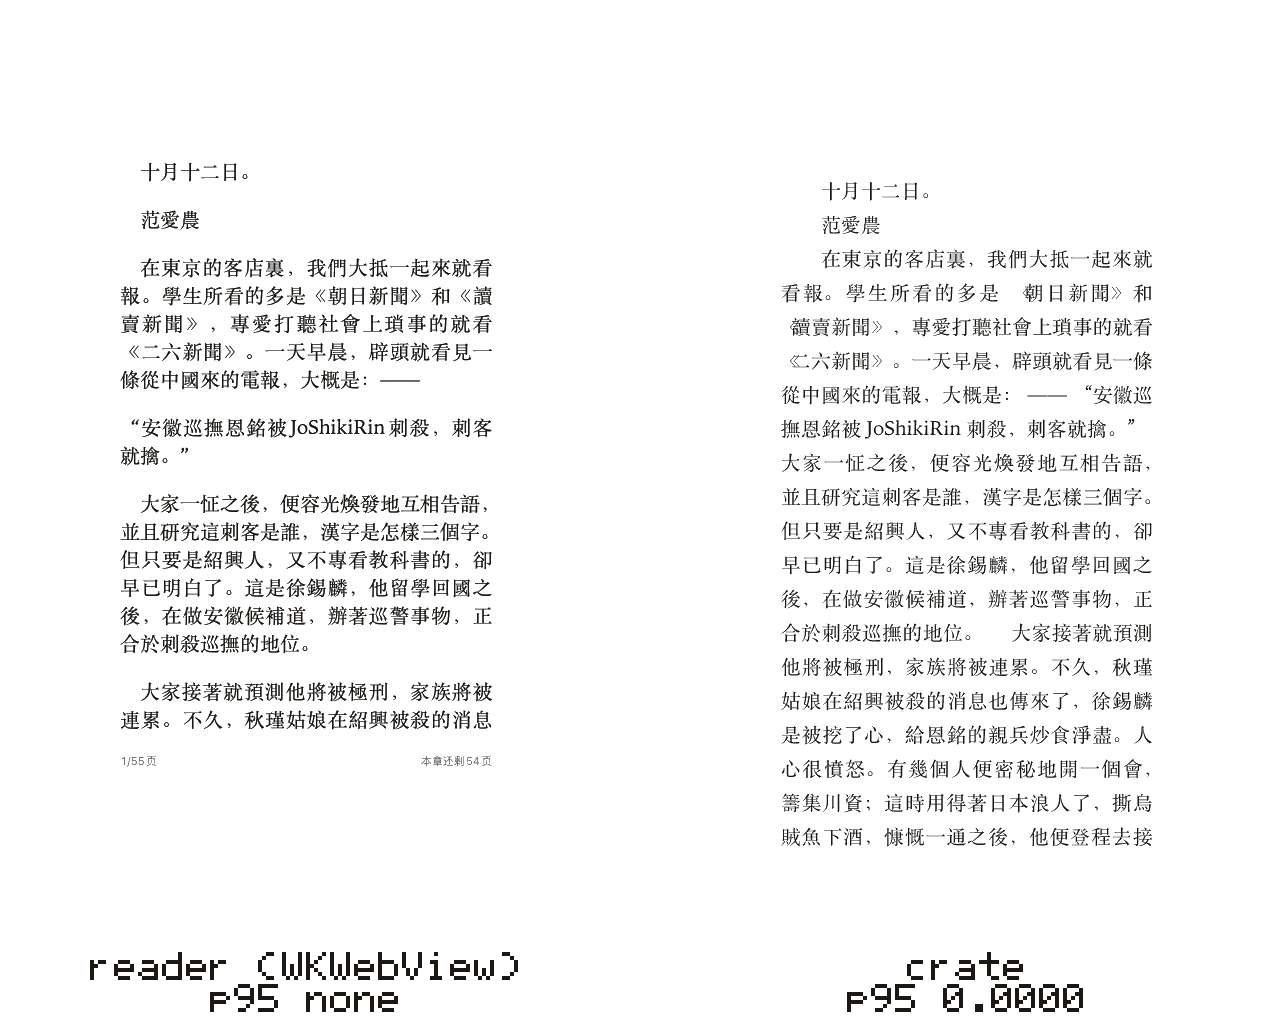 十月十二日。
范愛農
在東京的客店裏，我們大抵一起來就看
報。學生所看的多是《朝日新聞》和《讀
賣新聞》，專愛打聽社會上瑣事的就看
《二六新聞》。一天早晨，辟頭就看見一
條從中國來的電報，大概是：——
“安徽巡撫恩銘被JoShikiRin刺殺，刺客
就擒。”
大家一怔之後，便容光煥發地互相告語，
並且研究這刺客是誰，漢字是怎樣三個字。
但只要是紹興人，又不專看教科書的，卻
早已明白了。這是徐錫麟，他留學回國之
後，在做安徽候補道，辦著巡警事物，正
合於刺殺巡撫的地位。
大家接著就預測他將被極刑，家族將被
連累。不久，秋瑾姑娘在紹興被殺的消息
1/55页
本章还剩54页
reader (WKWebView)
p95 none
十月十二日。
范愛農
在東京的客店裏，我們大抵一起來就
看報。學生所看的多是《朝日新聞》和
《讀賣新聞》，專愛打聽社會上瑣事的就看
《二六新聞》。一天早晨，辟頭就看見一條
從中國來的電報，大概是：——“安徽巡
撫恩銘被 JoShikiRin 刺殺，刺客就擒。”
大家一怔之後，便容光煥發地互相告語，
並且研究這刺客是誰，漢字是怎樣三個字。
但只要是紹興人，又不專看教科書的，卻
早已明白了。這是徐錫麟，他留學回國之
後，在做安徽候補道，辦著巡警事物，正
合於刺殺巡撫的地位。　大家接著就預測
他將被極刑，家族將被連累。不久，秋瑾
姑娘在紹興被殺的消息也傳來了，徐錫麟
是被挖了心，給恩銘的親兵炒食淨盡。人
心很憤怒。有幾個人便密秘地開一個會，
籌集川資；這時用得著日本浪人了，撕烏
賊魚下酒，慷慨一通之後，他便登程去接
crate
p95 0.0000